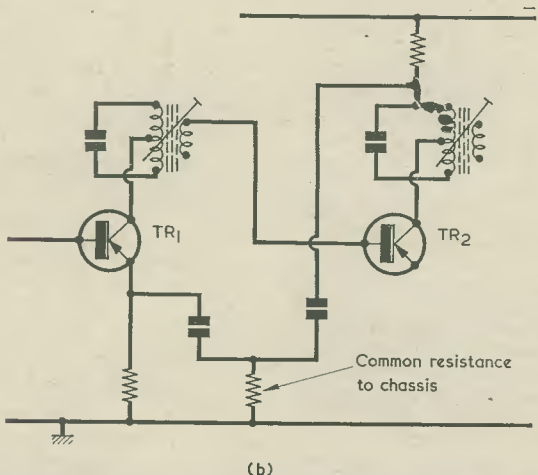 –
TR1
TR2
Common resistance
to chassis
(b)